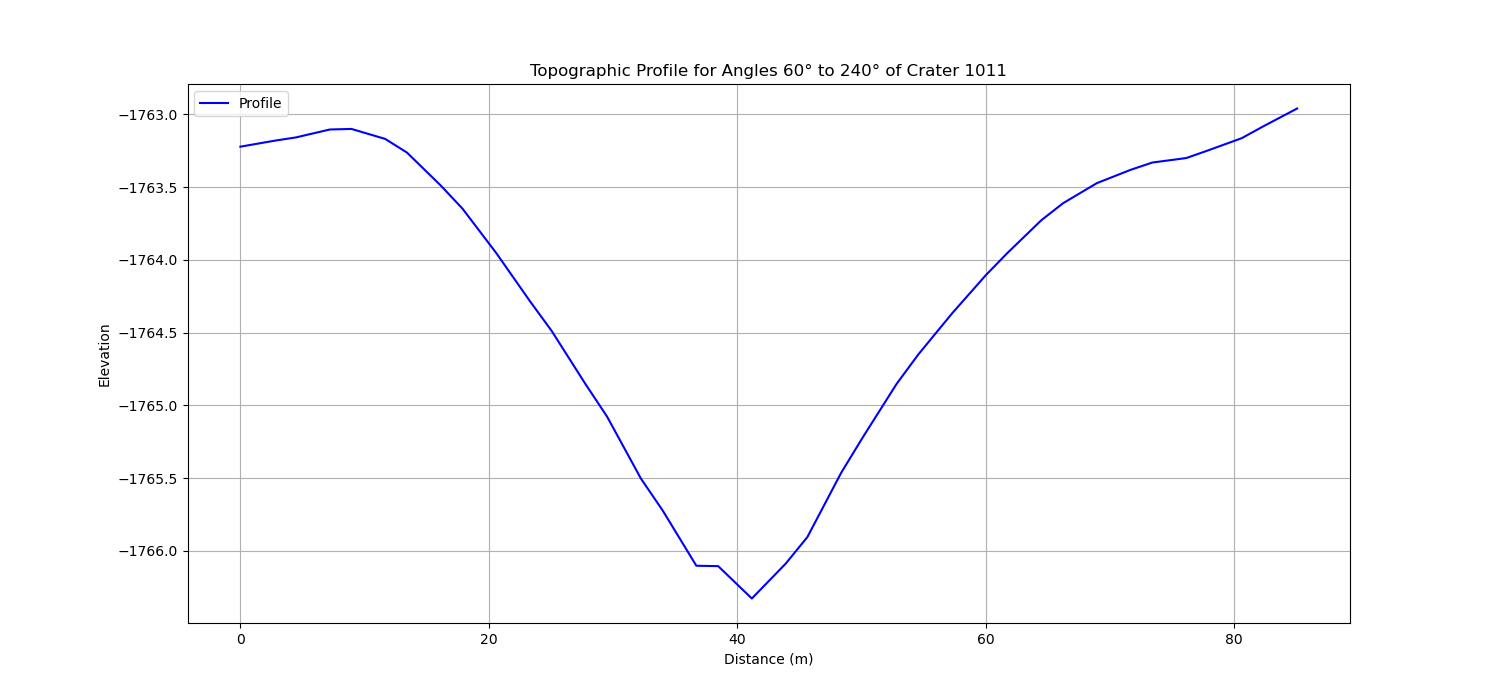 Topographic Profile for Angles 60° to 240° of Crater 1011
Profile
−1763.0
−1763.5
−1764.0
−1764.5
−1765.0
−1765.5
−1766.0
Elevation
0 20 40 60 80
Distance (m)